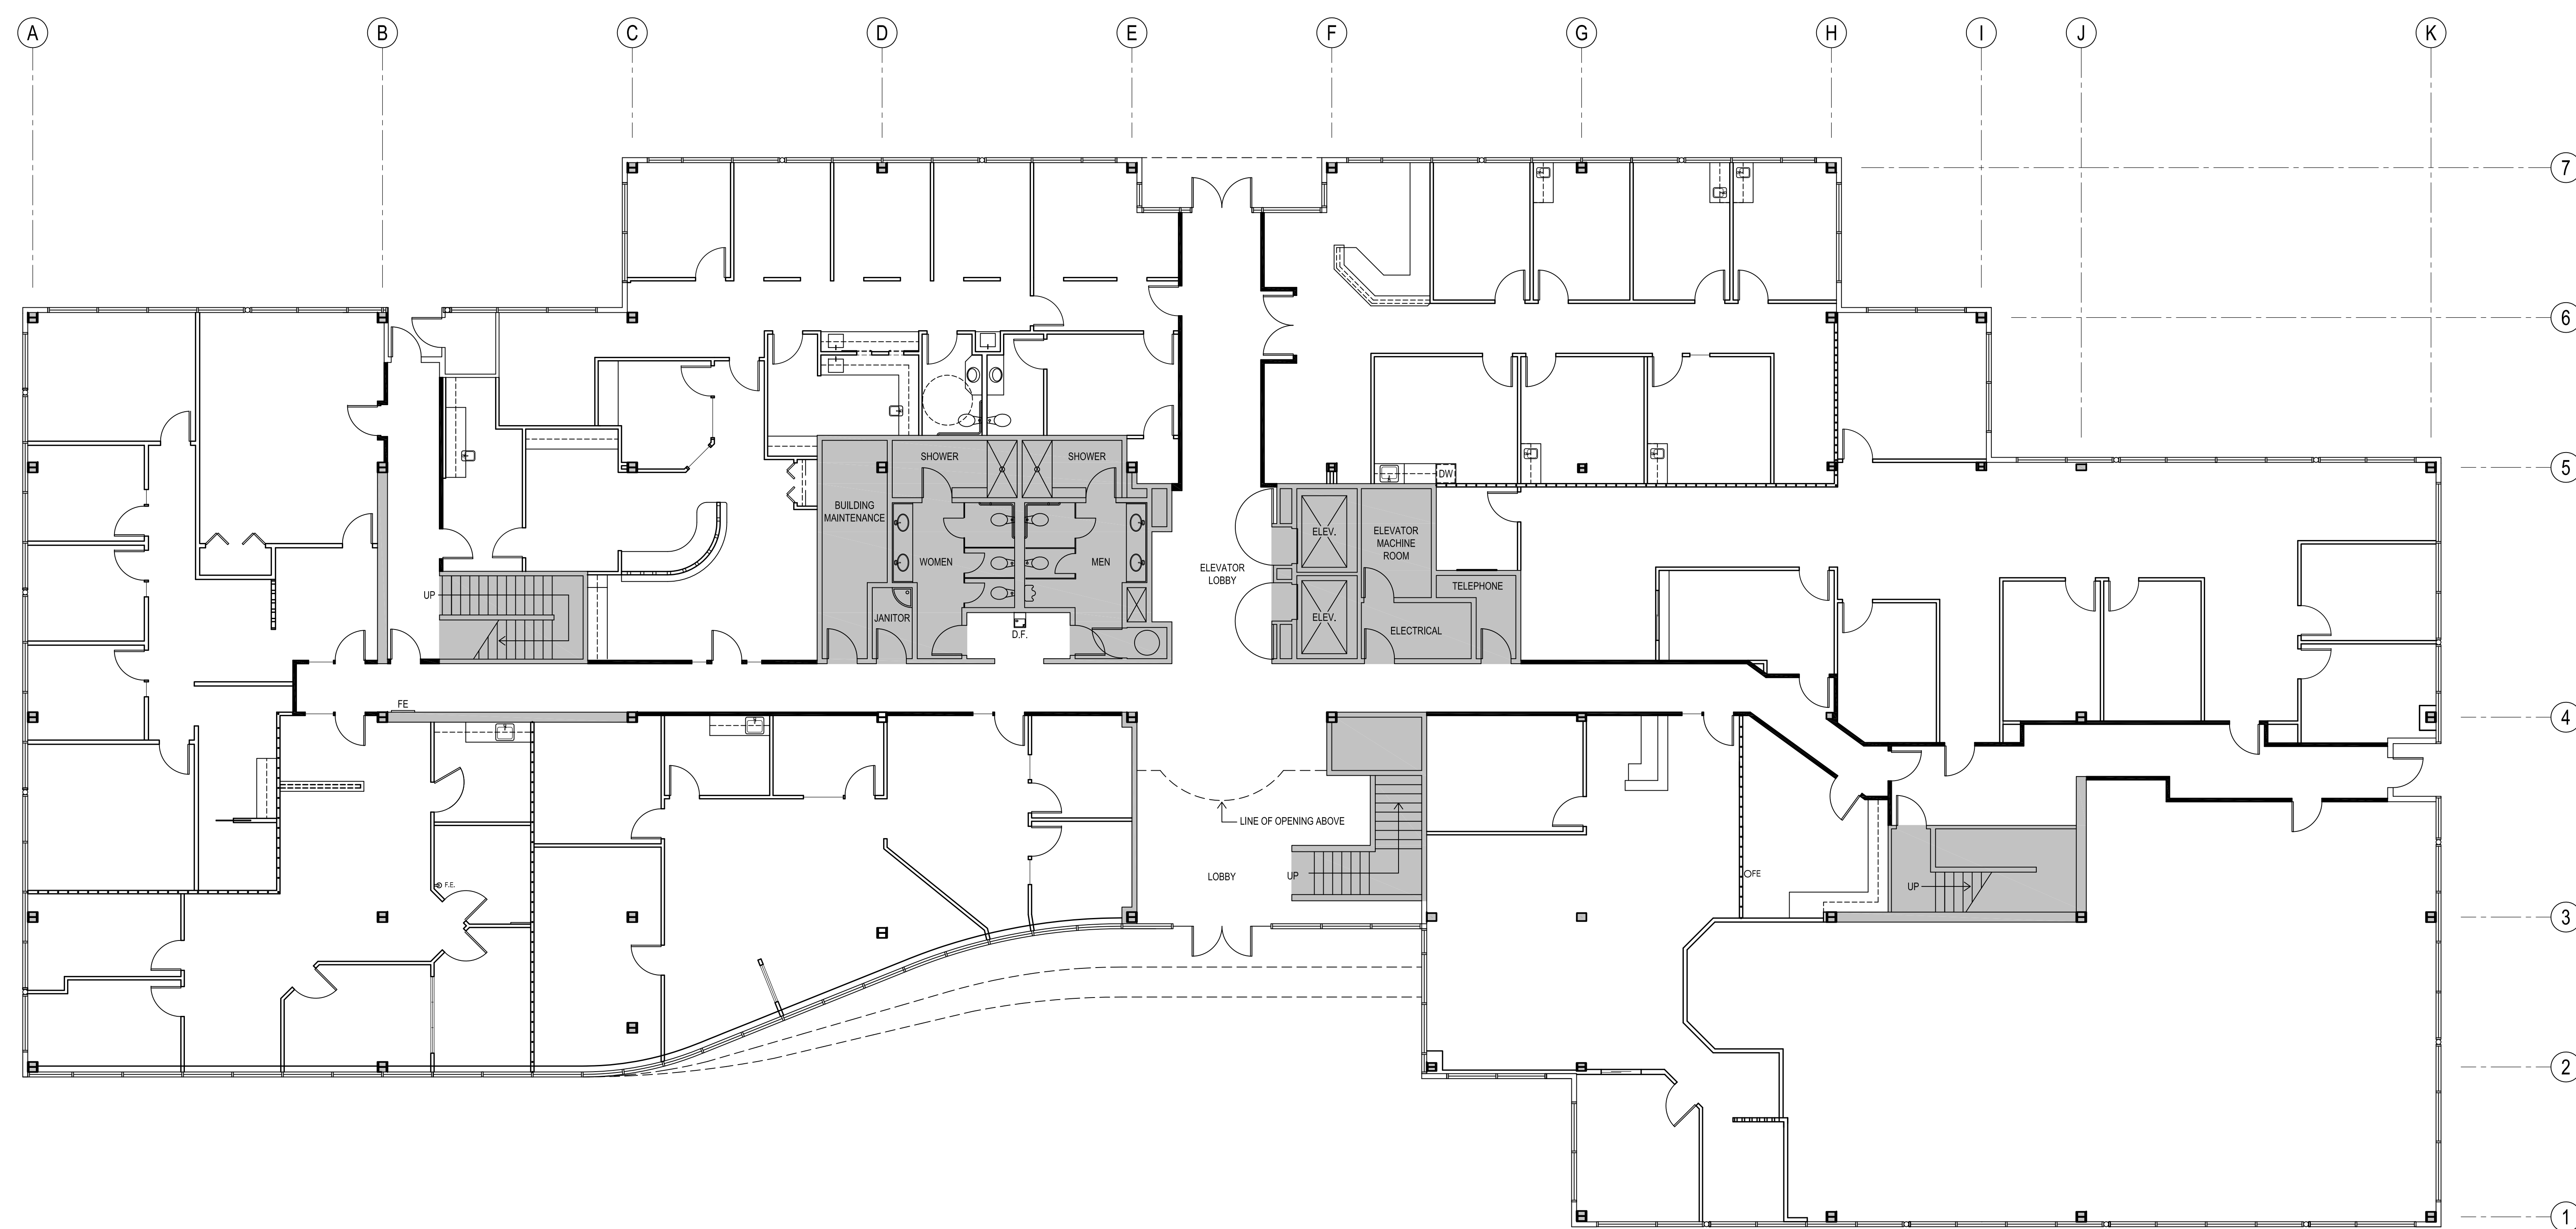 A
B
C
D
E
F
G
H
I
J
K
7
6
5
4
3
2
1
SHOWER
SHOWER
BUILDING
MAINTENANCE
WOMEN
MEN
JANITOR
D.F.
UP
FE
F.E.
ELEVATOR
LOBBY
ELEV.
ELEV.
ELEVATOR
MACHINE
ROOM
TELEPHONE
ELECTRICAL
DW
LINE OF OPENING ABOVE
LOBBY
UP
FE
UP